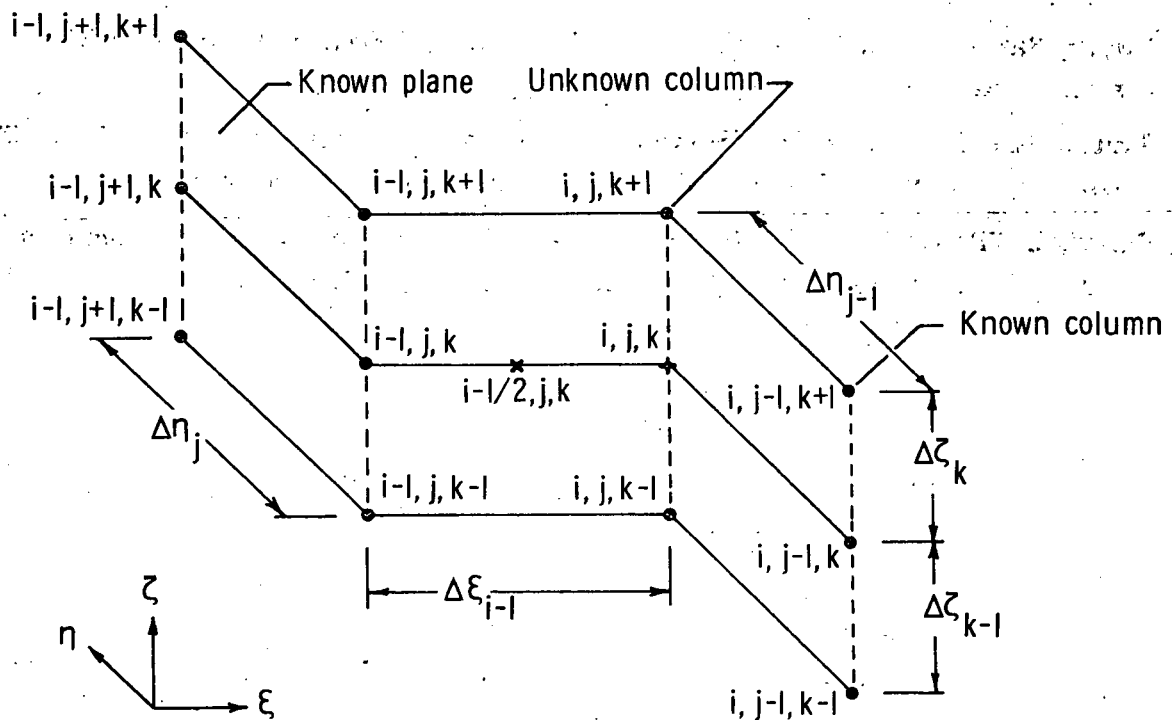 i-1, j+1, k+1
Known plane
Unknown column
i-1, j+1, k
i-1, j, k+1
i, j, k+1
Δη_{j-1}
i-1, j+1, k-1
i-1, j, k
i, j, k
Known column
i-1/2, j, k
i, j-1, k+1
Δη_j
Δζ_k
i-1, j, k-1
i, j, k-1
i, j-1, k
Δξ_{i-1}
Δζ_{k-1}
ζ
η
ξ
i, j-1, k-1